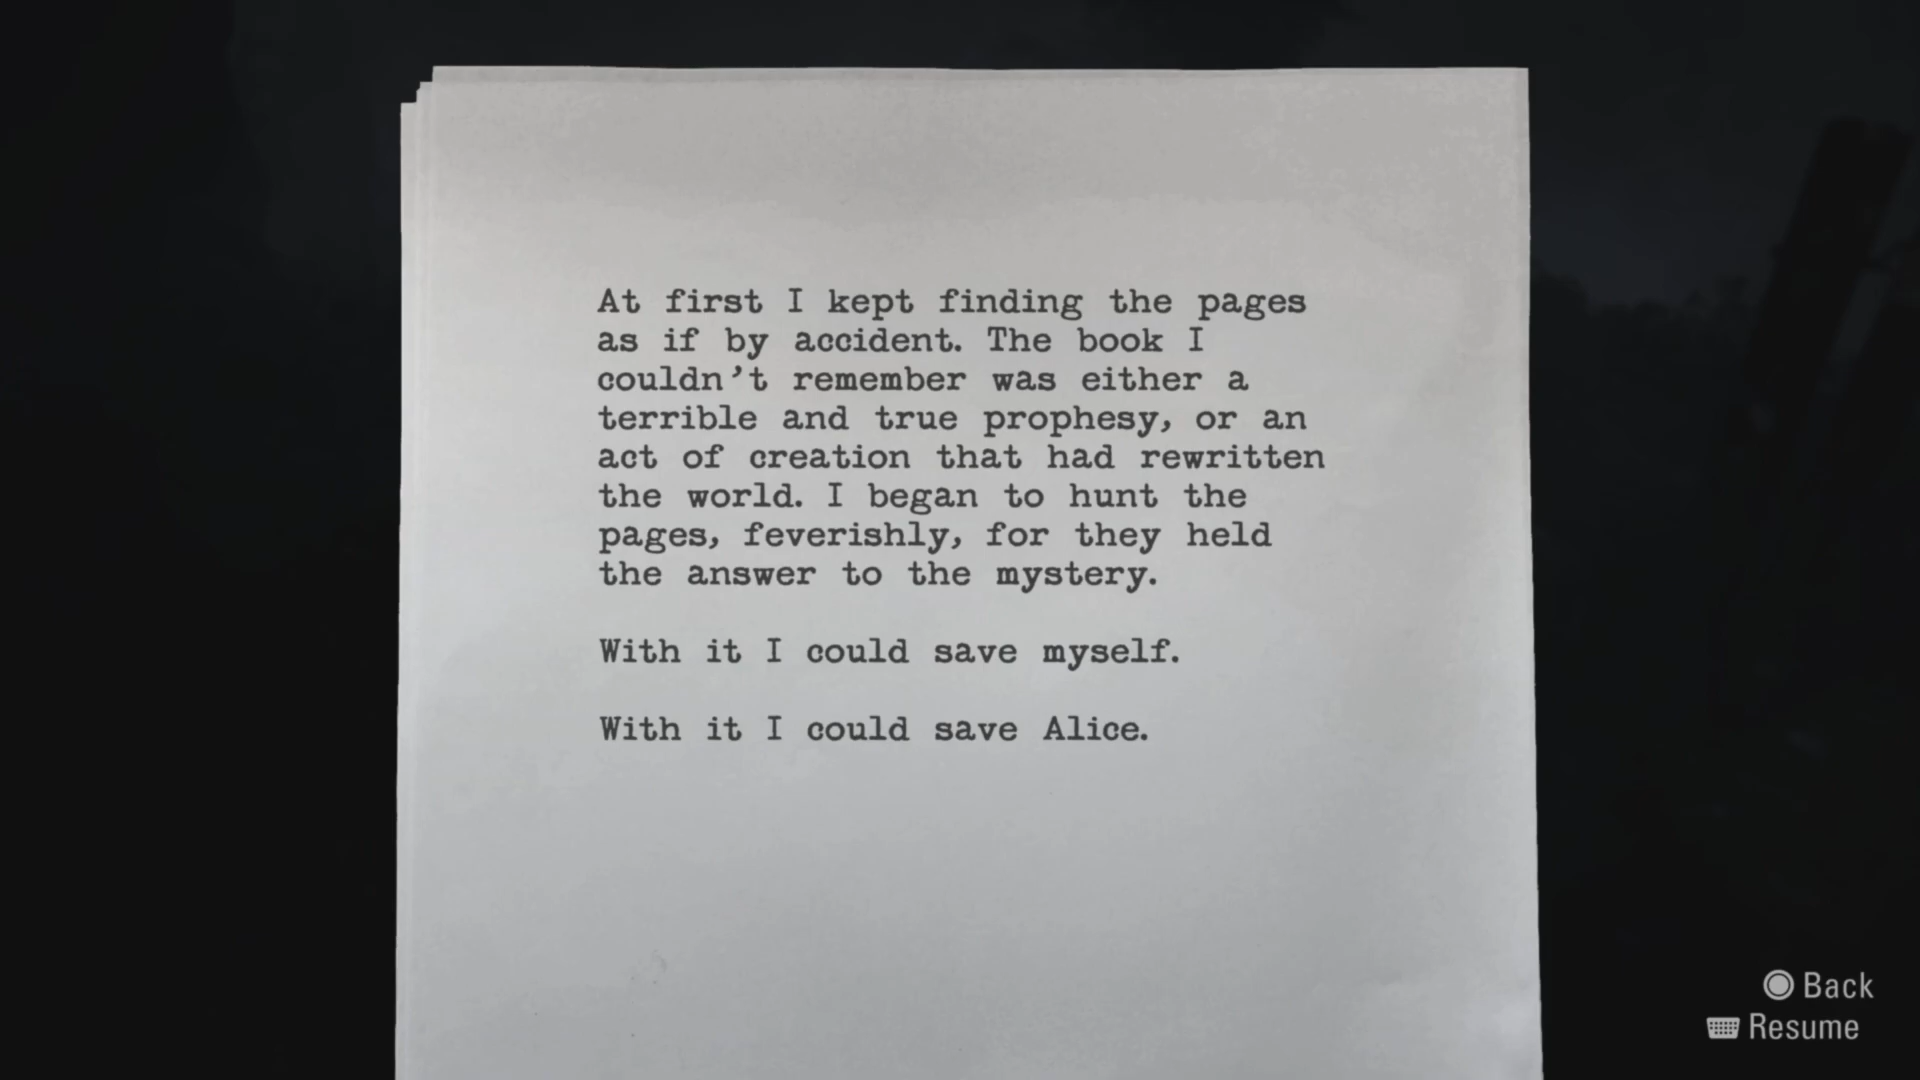 At first I kept finding the pages
as if by accident. The book I
couldn't remember was either a
terrible and true prophesy, or an
act of creation that had rewritten
the world. I began to hunt the
pages, feverishly, for they held
the answer to the mystery.
With it I could save myself.
With it I could save Alice.
Back
Resume